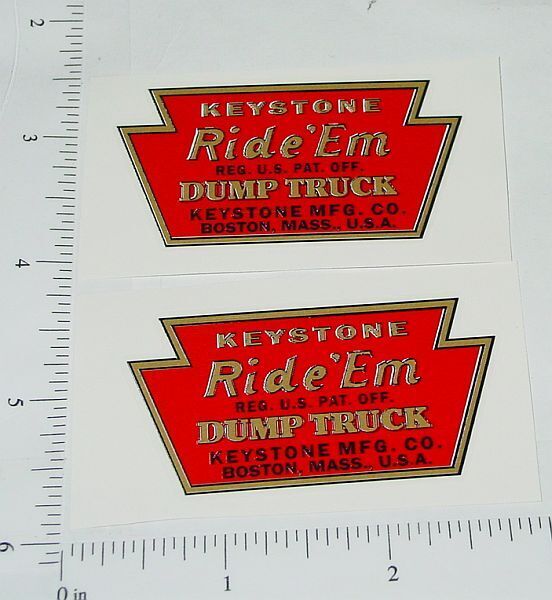 2
3
4
5
6
KEYSTONE
Ride'Em
REG. U.S. PAT. OFF.
DUMP TRUCK
KEYSTONE MFG. CO.
BOSTON, MASS., U.S.A.
KEYSTONE
Ride'Em
REG. U.S. PAT. OFF.
DUMP TRUCK
KEYSTONE MFG. CO.
BOSTON, MASS., U.S.A.
0 in 1 2